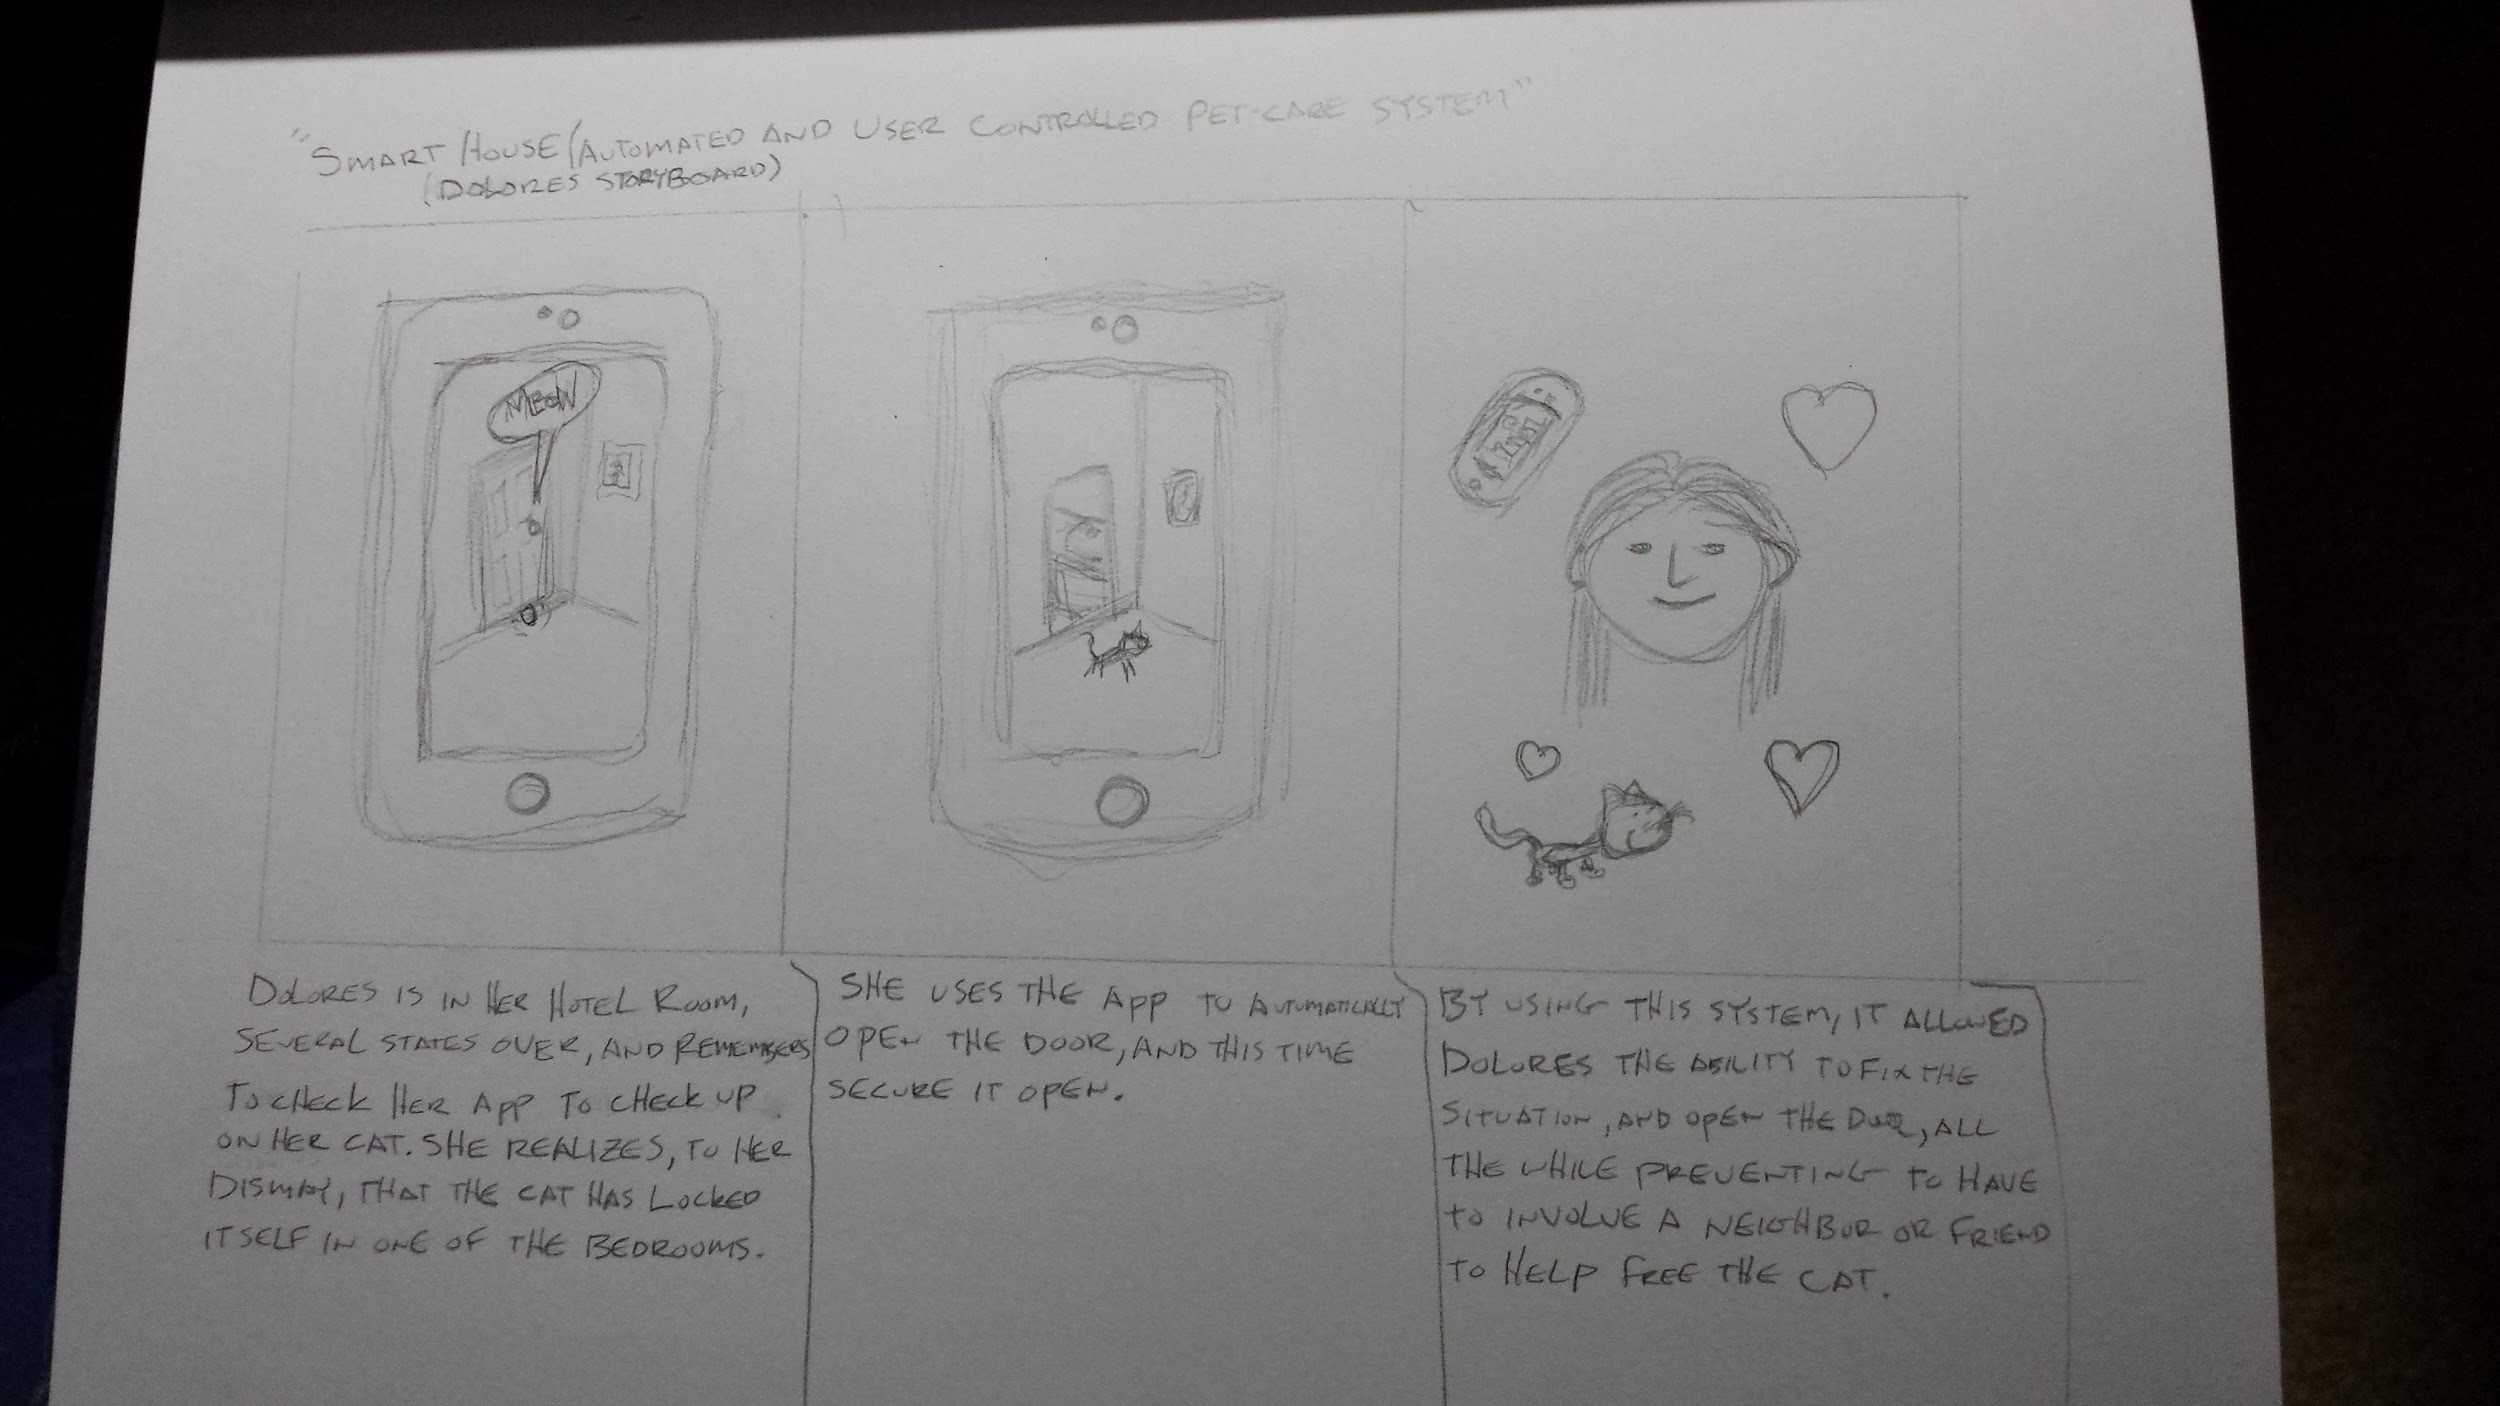 "SMART HOUSE/AUTOMATED AND USER CONTROLLED PET-CARE SYSTEM"
(DOLORES STORYBOARD)
MEOW
DOLORES IS IN HER HOTEL ROOM,
SEVERAL STATES OVER, AND REMEMBERS
TO CHECK HER APP TO CHECK UP
ON HER CAT. SHE REALIZES, TO HER
DISMAY, THAT THE CAT HAS LOCKED
ITSELF IN ONE OF THE BEDROOMS.
SHE USES THE APP TO AUTOMATICALLY
OPEN THE DOOR, AND THIS TIME
SECURE IT OPEN.
BY USING THIS SYSTEM, IT ALLOWED
DOLORES THE ABILITY TO FIX THE
SITUATION, AND OPEN THE DOOR, ALL
THE WHILE PREVENTING TO HAVE
TO INVOLVE A NEIGHBOR OR FRIEND
TO HELP FREE THE CAT.